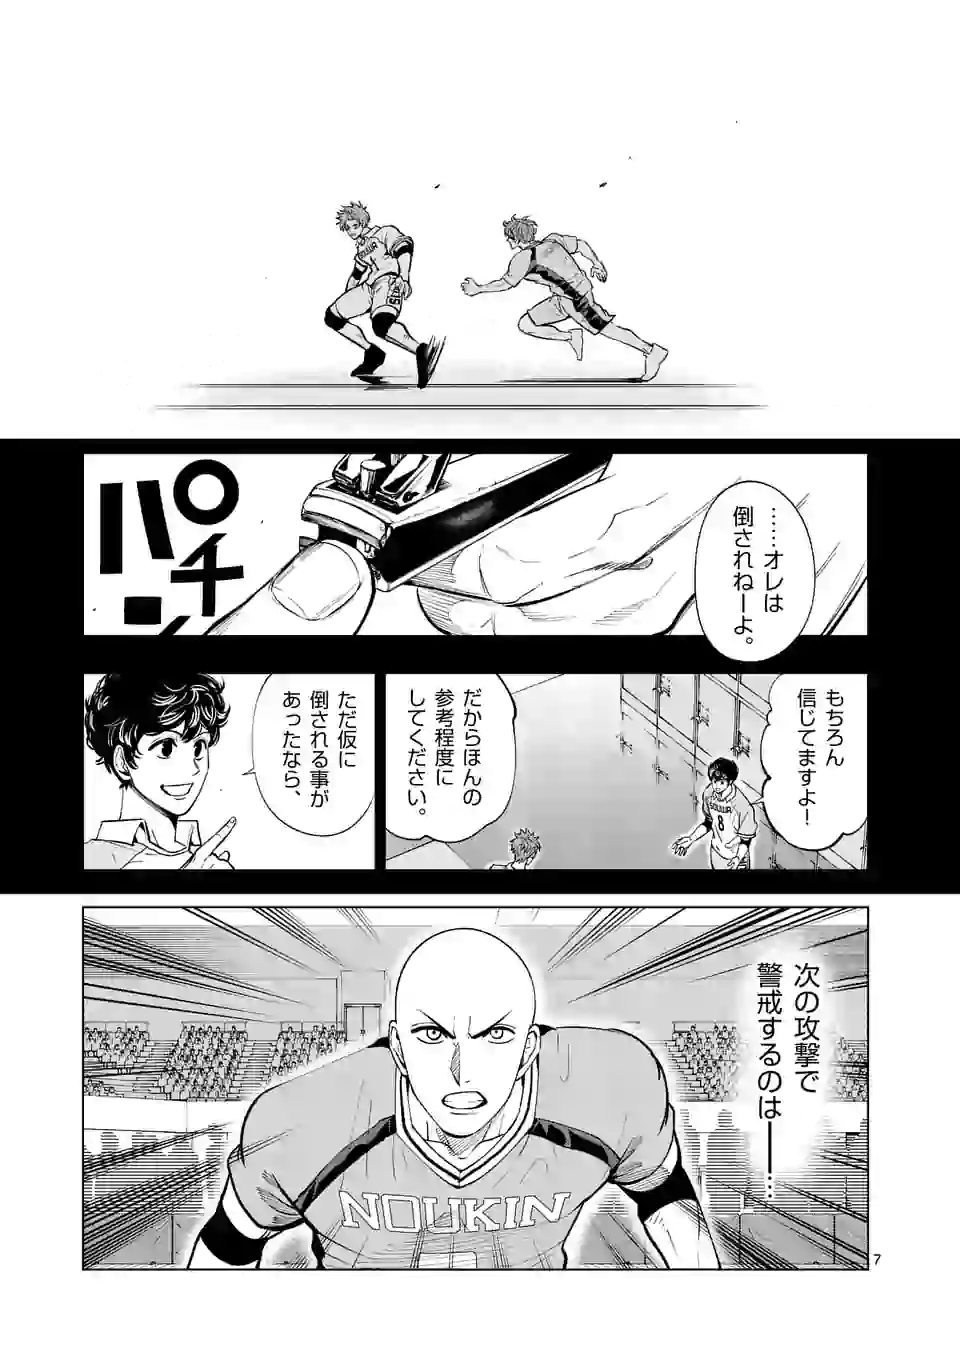 SOUUR
パチン
……オレは
倒されねーよ。
もちろん
信じてますよ！
SOUUR
8
だからほんの
参考程度に
してください。
ただ仮に
倒される事が
あったなら、
次の攻撃で
警戒するのは――……
NOUKIN
7